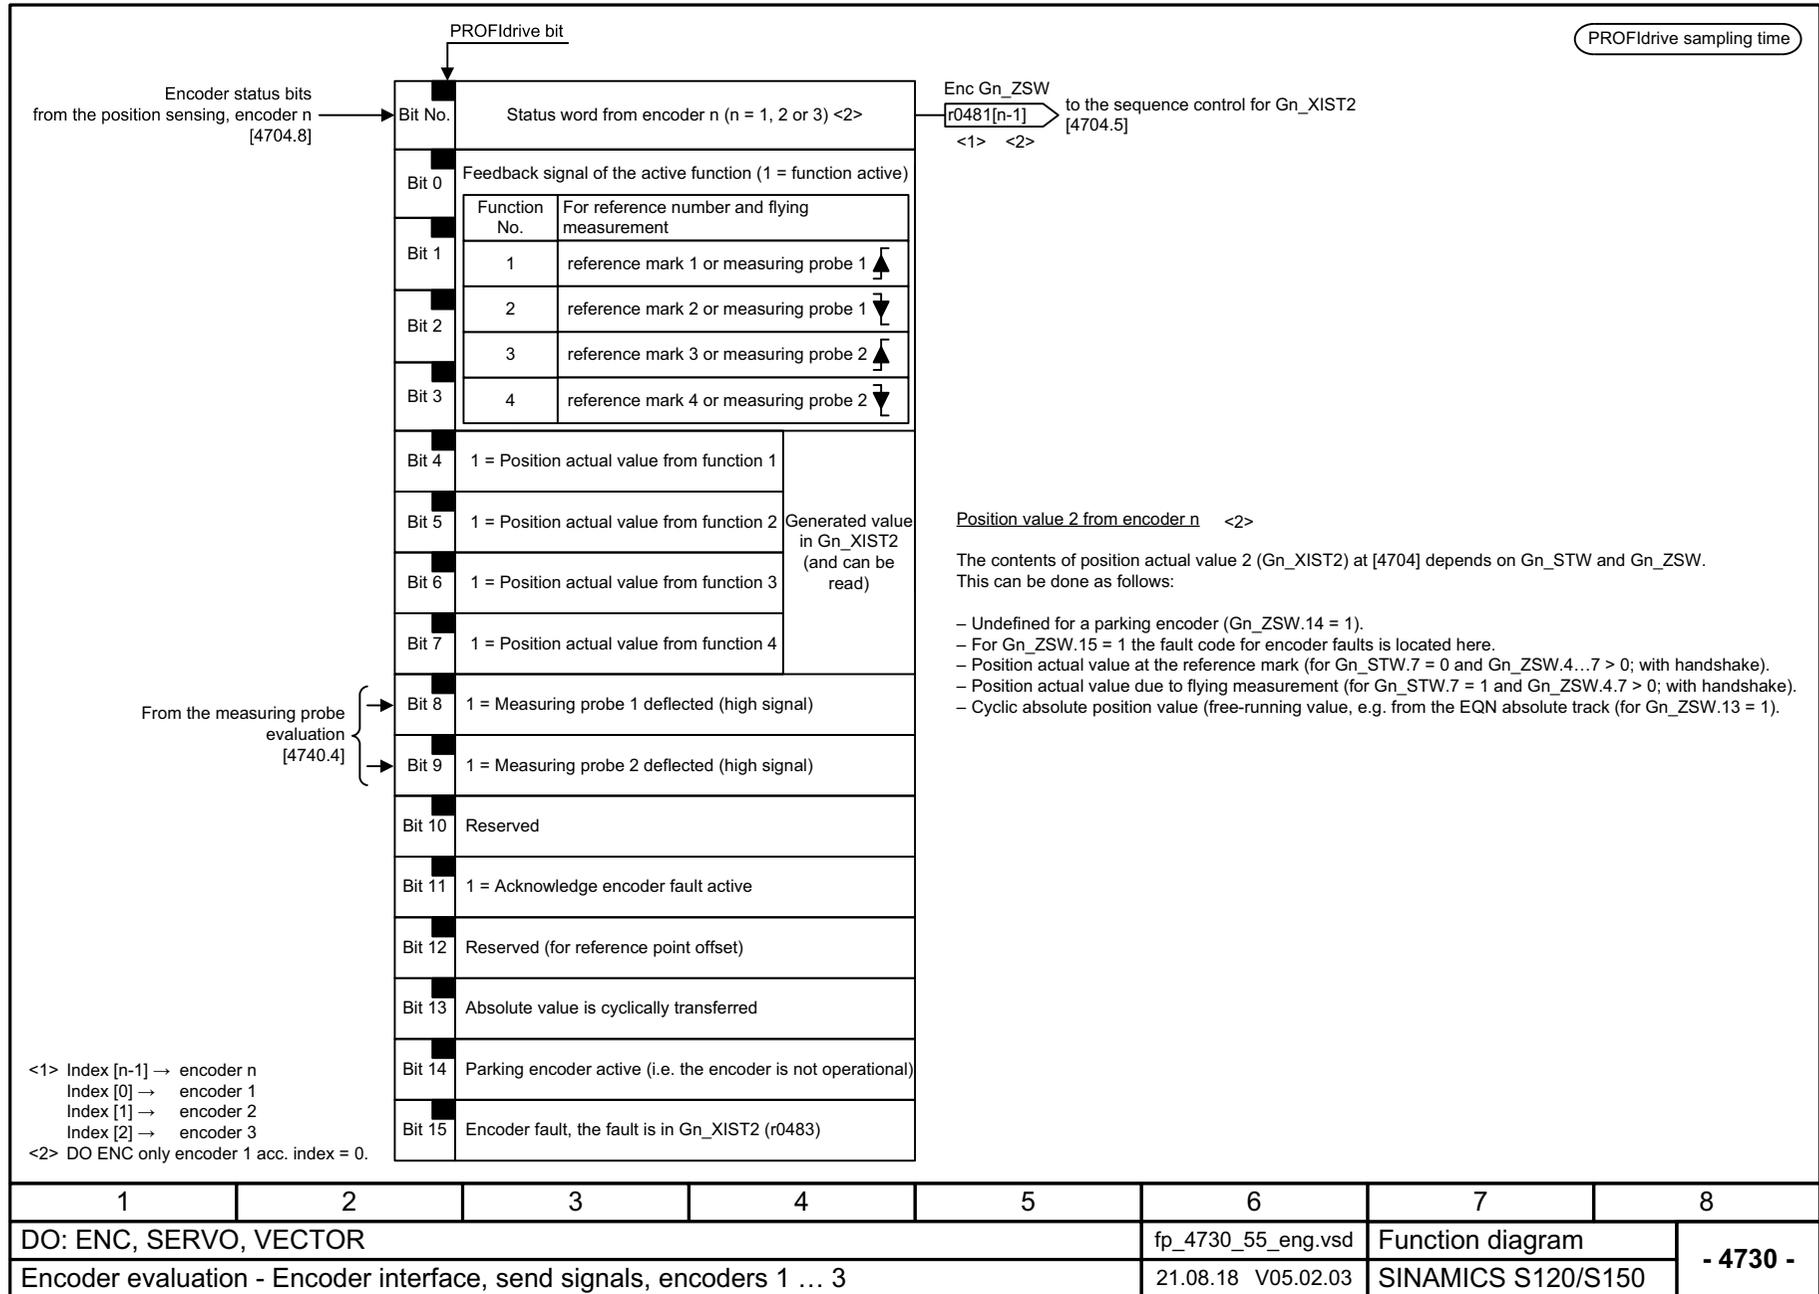 PROFIdrive bit
PROFIdrive sampling time
Encoder status bits
from the position sensing, encoder n
[4704.8]
Bit No.
Status word from encoder n (n = 1, 2 or 3) <2>
Enc Gn_ZSW
r0481[n-1]
<1> <2>
to the sequence control for Gn_XIST2
[4704.5]
Bit 0
Feedback signal of the active function (1 = function active)
Function
No.
For reference number and flying
measurement
Bit 1
1 reference mark 1 or measuring probe 1
Bit 2
2 reference mark 2 or measuring probe 1
3 reference mark 3 or measuring probe 2
Bit 3
4 reference mark 4 or measuring probe 2
Bit 4 1 = Position actual value from function 1
Bit 5 1 = Position actual value from function 2
Bit 6 1 = Position actual value from function 3
Bit 7 1 = Position actual value from function 4
Generated value
in Gn_XIST2
(and can be
read)
Position value 2 from encoder n <2>
The contents of position actual value 2 (Gn_XIST2) at [4704] depends on Gn_STW and Gn_ZSW.
This can be done as follows:
– Undefined for a parking encoder (Gn_ZSW.14 = 1).
– For Gn_ZSW.15 = 1 the fault code for encoder faults is located here.
– Position actual value at the reference mark (for Gn_STW.7 = 0 and Gn_ZSW.4…7 > 0; with handshake).
– Position actual value due to flying measurement (for Gn_STW.7 = 1 and Gn_ZSW.4.7 > 0; with handshake).
– Cyclic absolute position value (free-running value, e.g. from the EQN absolute track (for Gn_ZSW.13 = 1).
From the measuring probe
evaluation
[4740.4]
Bit 8 1 = Measuring probe 1 deflected (high signal)
Bit 9 1 = Measuring probe 2 deflected (high signal)
Bit 10 Reserved
Bit 11 1 = Acknowledge encoder fault active
Bit 12 Reserved (for reference point offset)
Bit 13 Absolute value is cyclically transferred
Bit 14 Parking encoder active (i.e. the encoder is not operational)
Bit 15 Encoder fault, the fault is in Gn_XIST2 (r0483)
<1> Index [n-1] → encoder n
Index [0] → encoder 1
Index [1] → encoder 2
Index [2] → encoder 3
<2> DO ENC only encoder 1 acc. index = 0.
1 2 3 4 5 6 7 8
DO: ENC, SERVO, VECTOR
fp_4730_55_eng.vsd
Function diagram
- 4730 -
Encoder evaluation - Encoder interface, send signals, encoders 1 … 3
21.08.18 V05.02.03
SINAMICS S120/S150